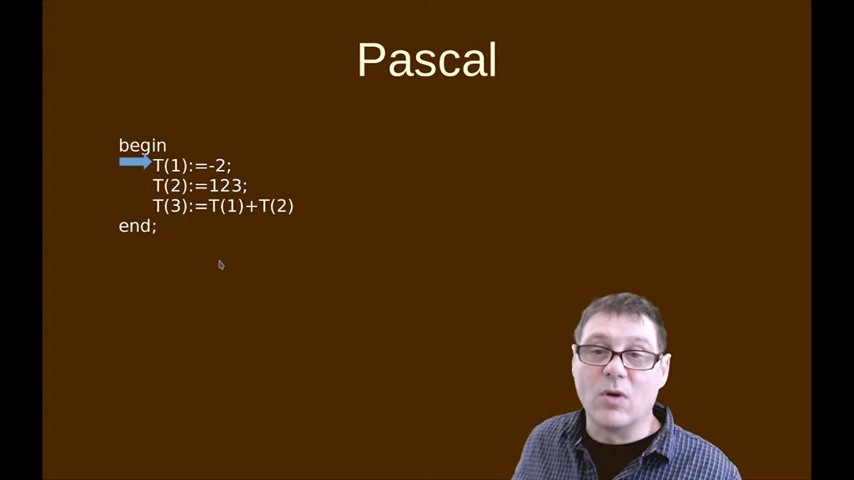 Pascal
begin
T(1):=-2;
T(2):=123;
T(3):=T(1)+T(2)
end;